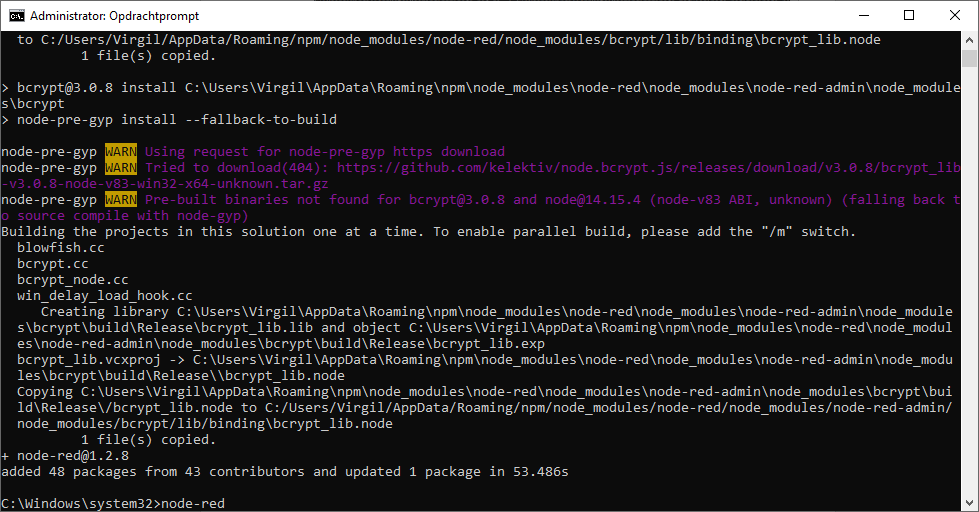 Administrator: Opdrachtprompt
to C:/Users/Virgil/AppData/Roaming/npm/node_modules/node-red/node_modules/bcrypt/lib/binding\bcrypt_lib.node
1 file(s) copied.
> bcrypt@3.0.8 install C:\Users\Virgil\AppData\Roaming\npm\node_modules\node-red\node_modules\node-red-admin\node_module
s\bcrypt
> node-pre-gyp install --fallback-to-build
node-pre-gyp WARN Using request for node-pre-gyp https download
node-pre-gyp WARN Tried to download(404): https://github.com/kelektiv/node.bcrypt.js/releases/download/v3.0.8/bcrypt_lib
-v3.0.8-node-v83-win32-x64-unknown.tar.gz
node-pre-gyp WARN Pre-built binaries not found for bcrypt@3.0.8 and node@14.15.4 (node-v83 ABI, unknown) (falling back t
o source compile with node-gyp)
Building the projects in this solution one at a time. To enable parallel build, please add the "/m" switch.
blowfish.cc
bcrypt.cc
bcrypt_node.cc
win_delay_load_hook.cc
Creating library C:\Users\Virgil\AppData\Roaming\npm\node_modules\node-red\node_modules\node-red-admin\node_module
s\bcrypt\build\Release\bcrypt_lib.lib and object C:\Users\Virgil\AppData\Roaming\npm\node_modules\node-red\node_modul
es\node-red-admin\node_modules\bcrypt\build\Release\bcrypt_lib.exp
bcrypt_lib.vcxproj -> C:\Users\Virgil\AppData\Roaming\npm\node_modules\node-red\node_modules\node-red-admin\node_modu
les\bcrypt\build\Release\\bcrypt_lib.node
Copying C:\Users\Virgil\AppData\Roaming\npm\node_modules\node-red\node_modules\node-red-admin\node_modules\bcrypt\bui
ld\Release\/bcrypt_lib.node to C:/Users/Virgil/AppData/Roaming/npm/node_modules/node-red/node_modules/node-red-admin/
node_modules/bcrypt/lib/binding\bcrypt_lib.node
1 file(s) copied.
+ node-red@1.2.8
added 48 packages from 43 contributors and updated 1 package in 53.486s
C:\Windows\system32>node-red